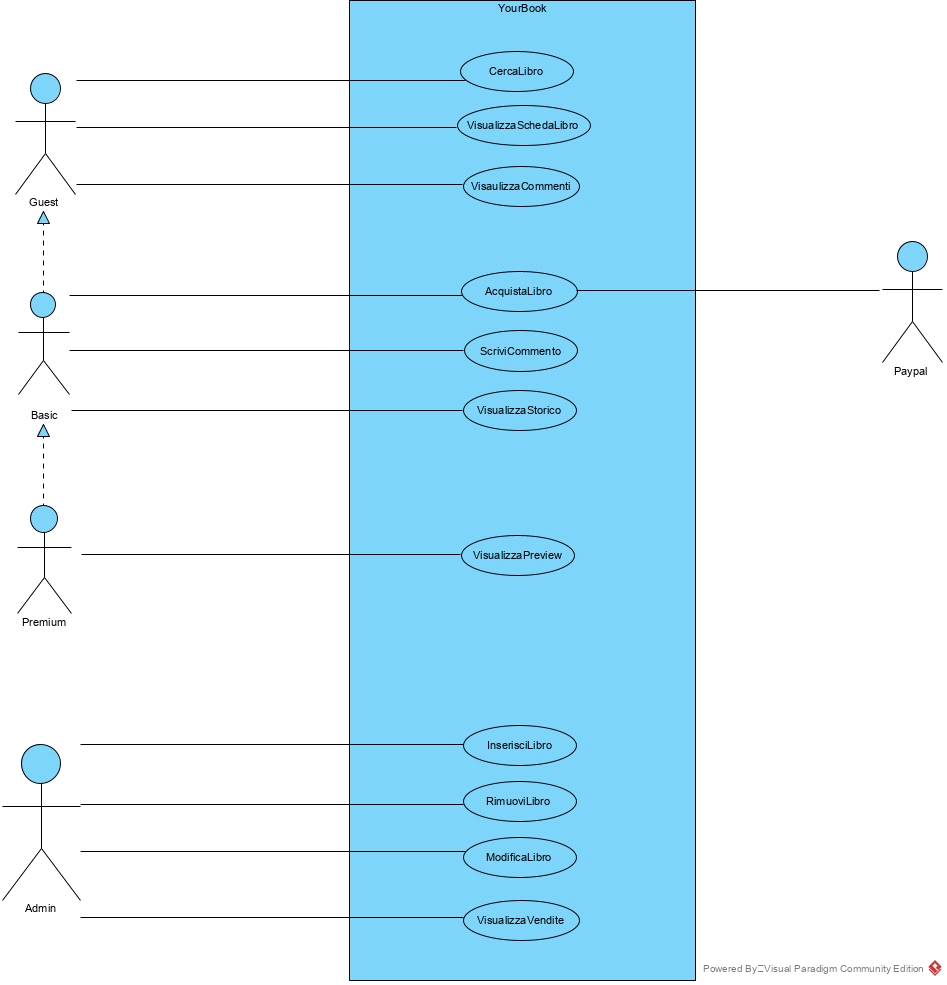 YourBook
CercaLibro
VisualizzaSchedaLibro
VisaulizzaCommenti
Guest
AcquistaLibro
ScriviCommento
Paypal
Basic
VisualizzaStorico
VisualizzaPreview
Premium
InserisciLibro
RimuoviLibro
ModificaLibro
Admin
VisualizzaVendite
Powered By Visual Paradigm Community Edition